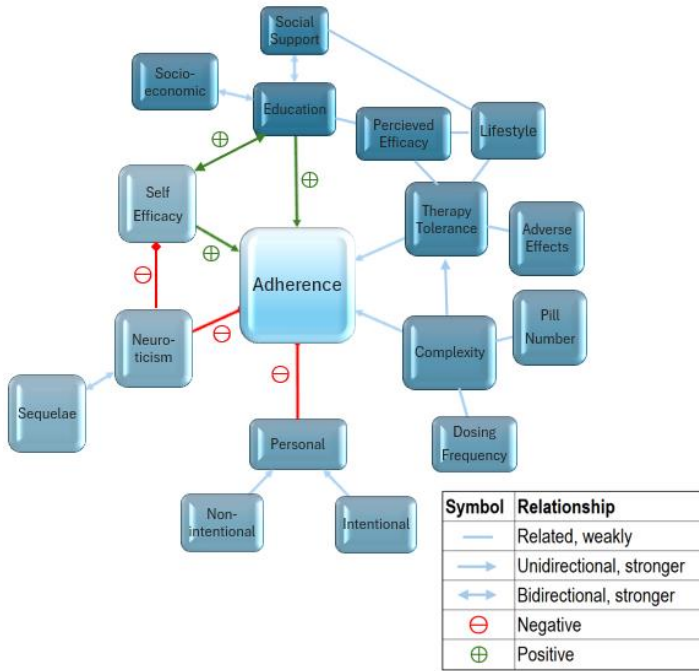 Social
Support
Socio-
economic
Education
Percieved
Efficacy
Lifestyle
⊕
⊕
Self
Efficacy
Therapy
Tolerance
Adverse
Effects
⊕
⊖
Adherence
⊖
Neuro-
ticism
Complexity
Pill
Number
⊖
Sequelae
Personal
Dosing
Frequency
Non-
intentional
Intentional
Symbol Relationship
Related, weakly
Unidirectional, stronger
Bidirectional, stronger
⊖ Negative
⊕ Positive